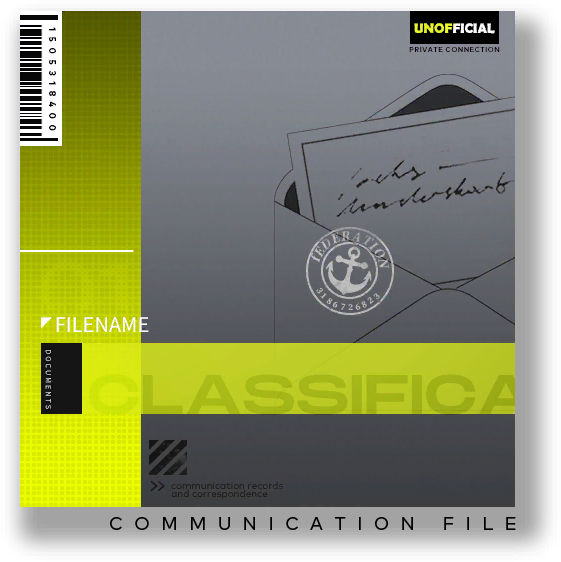 1505318400
UNOFFICIAL
PRIVATE CONNECTION
FEDERATION
3186726823
FILENAME
DOCUMENTS
CLASSIFICA
communication records
and correspondence
COMMUNICATION FILE